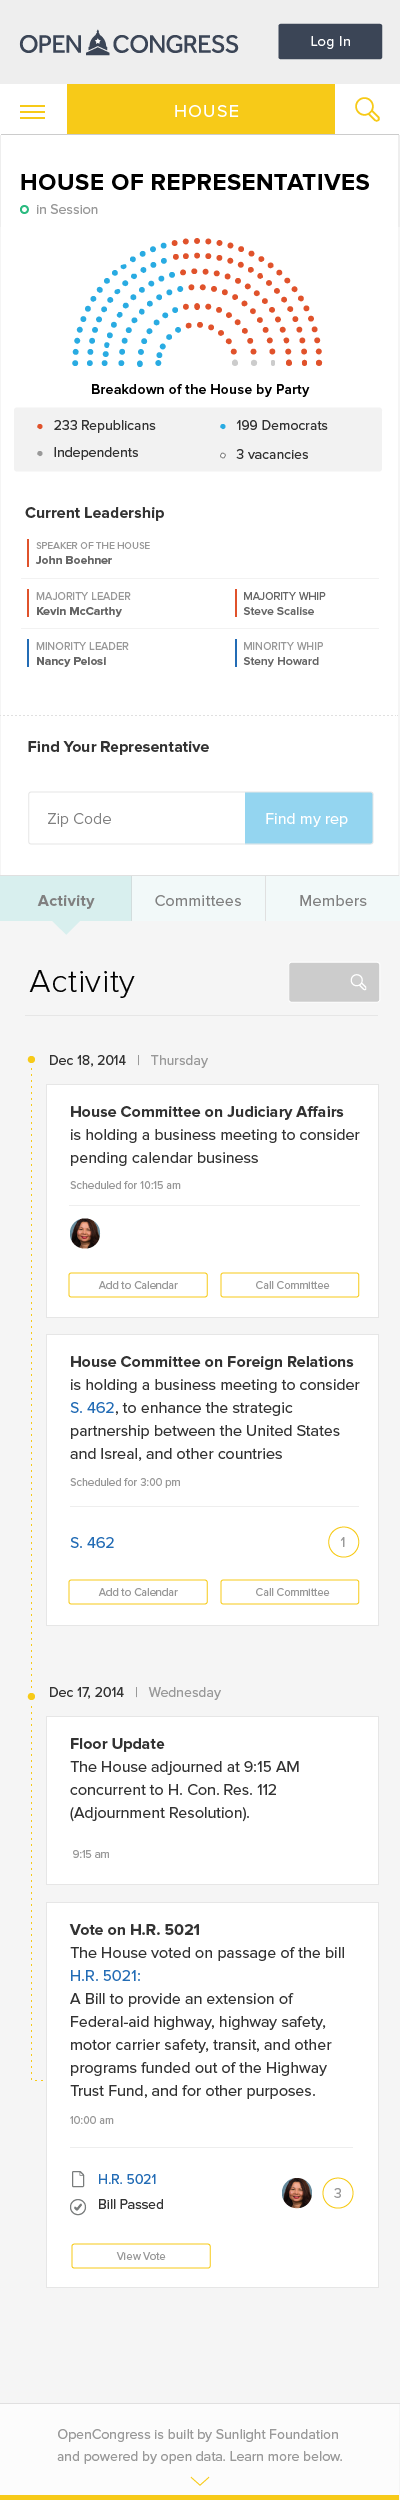 OPEN CONGRESS
Log In
HOUSE
HOUSE OF REPRESENTATIVES
in Session
Breakdown of the House by Party
233 Republicans
199 Democrats
Independents
3 vacancies
Current Leadership
SPEAKER OF THE HOUSE
John Boehner
MAJORITY LEADER
Kevin McCarthy
MAJORITY WHIP
Steve Scalise
MINORITY LEADER
Nancy Pelosi
MINORITY WHIP
Steny Howard
Find Your Representative
Zip Code
Find my rep
Activity
Committees
Members
Activity
Dec 18, 2014 | Thursday
House Committee on Judiciary Affairs
is holding a business meeting to consider
pending calendar business
Scheduled for 10:15 am
Add to Calendar
Call Committee
House Committee on Foreign Relations
is holding a business meeting to consider
S. 462, to enhance the strategic
partnership between the United States
and Isreal, and other countries
Scheduled for 3:00 pm
S. 462
1
Add to Calendar
Call Committee
Dec 17, 2014 | Wednesday
Floor Update
The House adjourned at 9:15 AM
concurrent to H. Con. Res. 112
(Adjournment Resolution).
9:15 am
Vote on H.R. 5021
The House voted on passage of the bill
H.R. 5021:
A Bill to provide an extension of
Federal-aid highway, highway safety,
motor carrier safety, transit, and other
programs funded out of the Highway
Trust Fund, and for other purposes.
10:00 am
H.R. 5021
Bill Passed
3
View Vote
OpenCongress is built by Sunlight Foundation
and powered by open data. Learn more below.